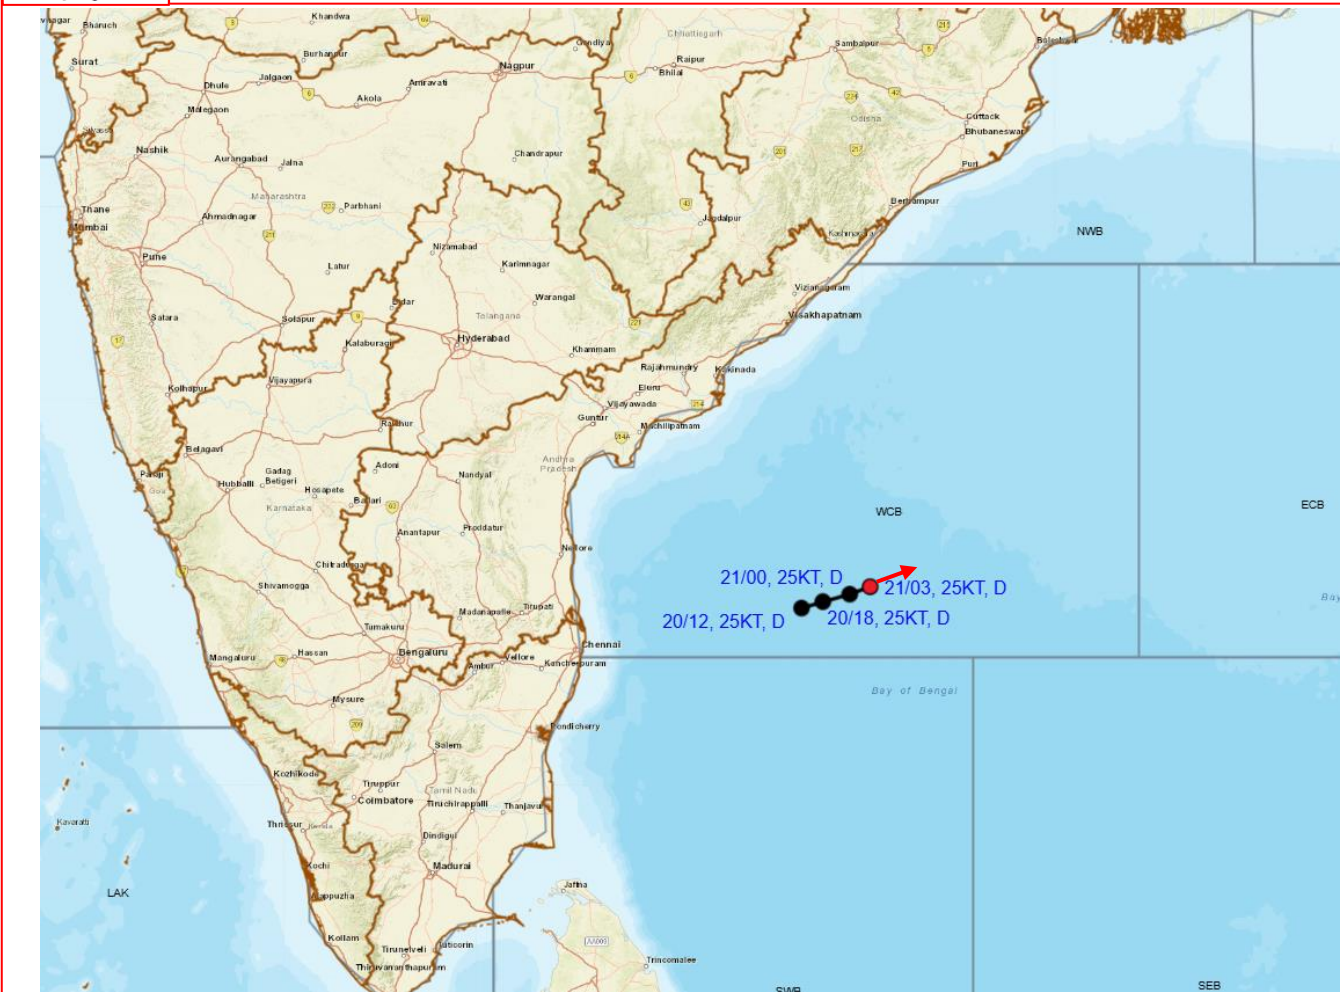 Khandwa
Bharuch
Burhanpur
Gondiya
Chhattisgarh
Sambalpur
Surat
Dhule
Jalgaon
Akola
Amravati
Nagpur
Raipur
Bhilai
Malegaon
Cuttack
Odisha
Bhubaneswar
Nashik
Aurangabad
Jalna
Chandrapur
Puri
Maharashtra
Parbhani
Thane
Mumbai
Ahmadnagar
Jagdalpur
NWB
Pune
Latur
Nizamabad
Karimnagar
Vizianagaram
Satara
Solapur
Warangal
Telangana
Visakhapatnam
Hyderabad
Kalaburagi
Khammam
Rajahmundry
Kakinada
Kolhapur
Vijayapura
Eluru
Vijayawada
Guntur
Machilipatnam
Belagavi
Adoni
Andhra
Pradesh
Gadag
Betigeri
Nandyal
Goa
Hubballi
Hosapete
Ballari
Karnataka
WCB
ECB
Anantapur
Proddatur
Nellore
Chitradurga
Shivamogga
21/00, 25KT, D
21/03, 25KT, D
20/12, 25KT, D
20/18, 25KT, D
Madanapalle
Tirupati
Tumakuru
Chennai
Mangaluru
Hassan
Bengaluru
Ambur
Vellore
Kancheepuram
Bay of Bengal
Mysure
Pondicherry
Salem
Kozhikode
Tiruppur
Coimbatore
Tamil Nadu
Tiruchirappalli
Thanjavur
Kavaratti
Thrissur
Kerala
Dindigul
Kochi
Madurai
LAK
Alappuzha
Jaffna
Kollam
Tirunelveli
Tuticorin
Thiruvananthapuram
AA009
Trincomalee
SWB
SEB